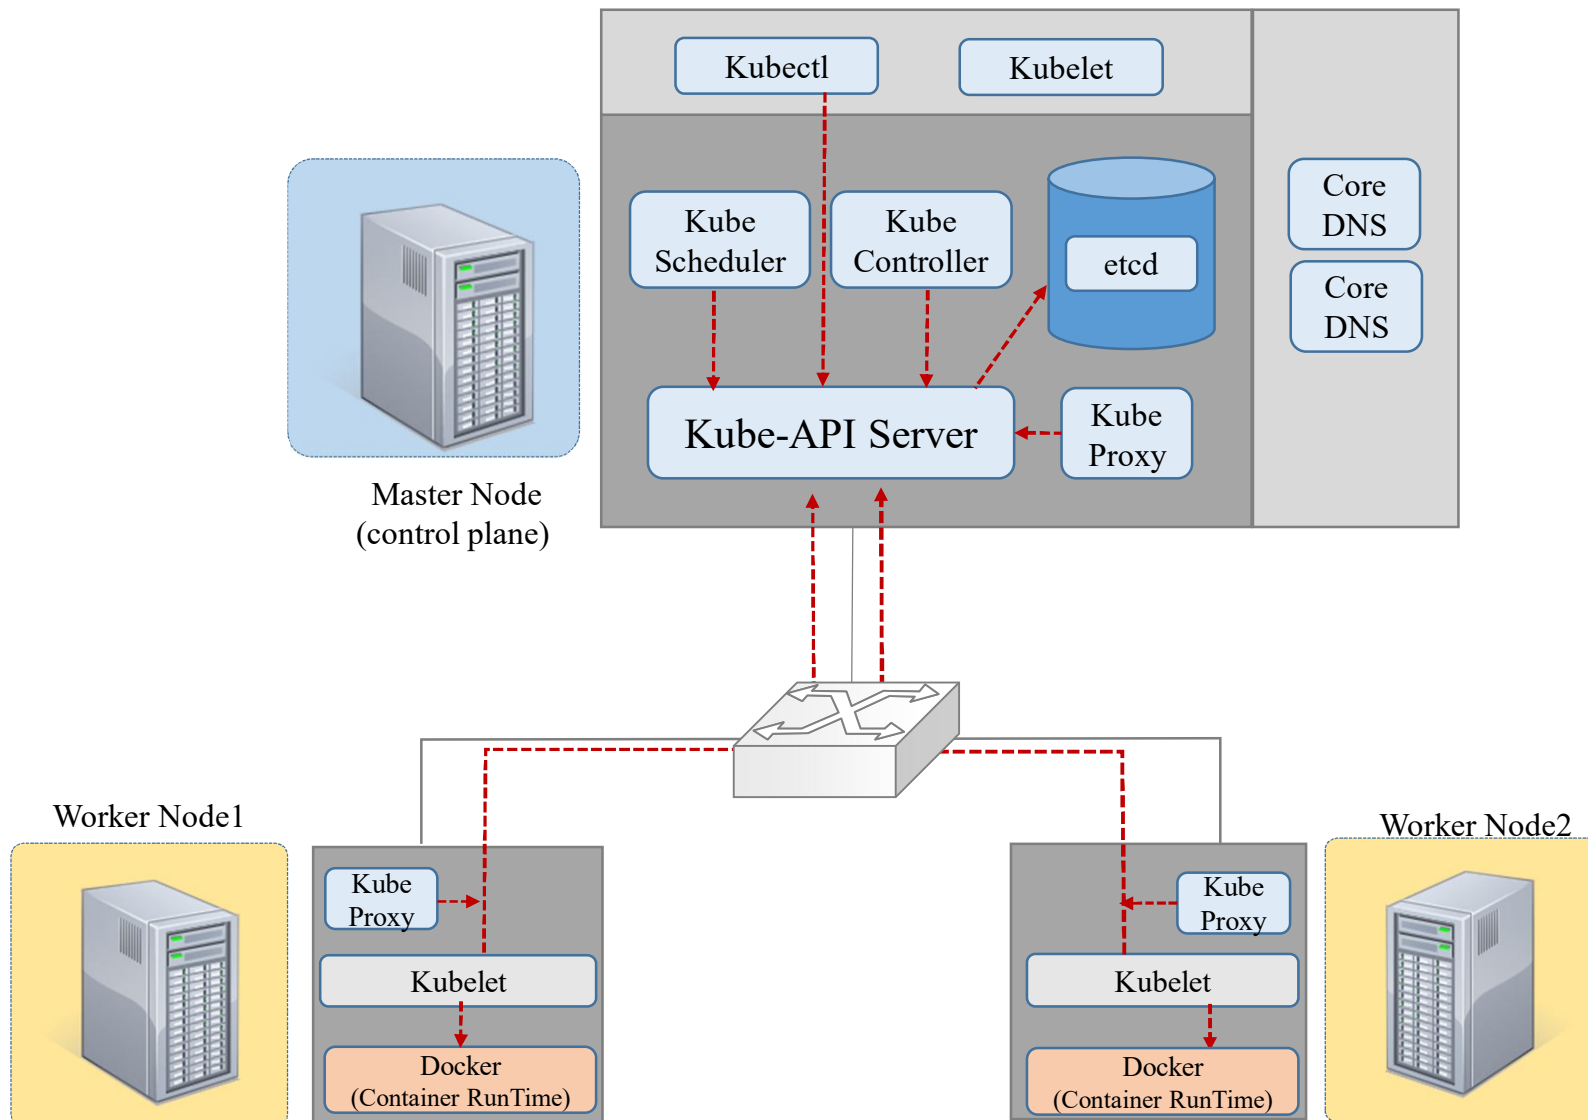 Kubectl
Kubelet
Kube
Scheduler
Kube
Controller
etcd
Core
DNS
Core
DNS
Kube-API Server
Kube
Proxy
Master Node
(control plane)
Worker Node1
Worker Node2
Kube
Proxy
Kubelet
Docker
(Container RunTime)
Kube
Proxy
Kubelet
Docker
(Container RunTime)